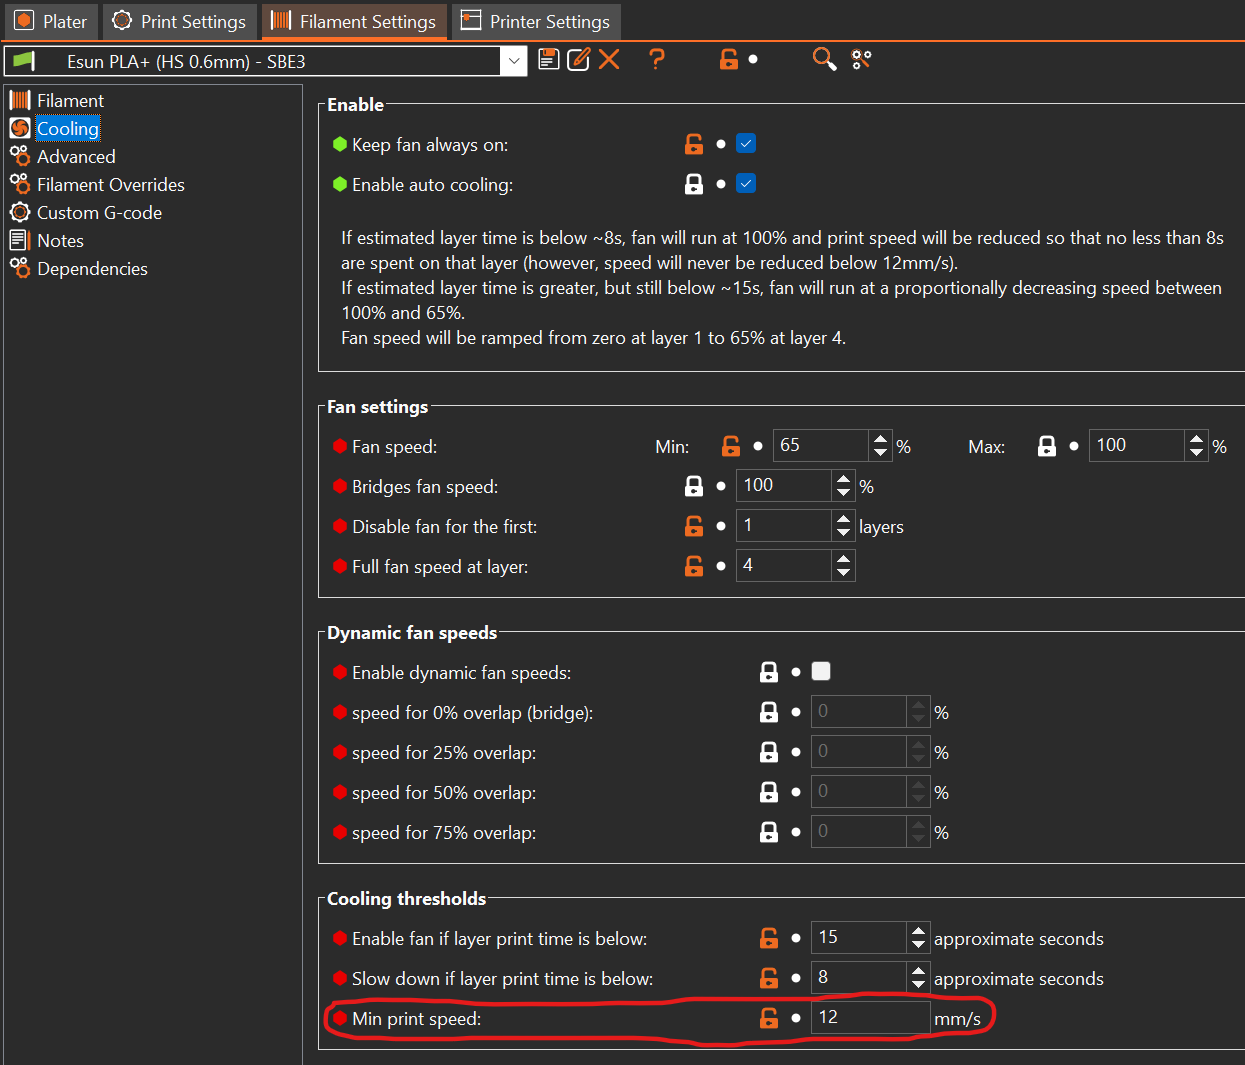 Plater Print Settings Filament Settings Printer Settings
Esun PLA+ (HS 0.6mm) - SBE3 ?
Filament
Cooling
Advanced
Filament Overrides
Custom G-code
Notes
Dependencies
Enable
Keep fan always on:
Enable auto cooling:
If estimated layer time is below ~8s, fan will run at 100% and print speed will be reduced so that no less than 8s
are spent on that layer (however, speed will never be reduced below 12mm/s).
If estimated layer time is greater, but still below ~15s, fan will run at a proportionally decreasing speed between
100% and 65%.
Fan speed will be ramped from zero at layer 1 to 65% at layer 4.
Fan settings
Fan speed: Min: 65 % Max: 100 %
Bridges fan speed: 100 %
Disable fan for the first: 1 layers
Full fan speed at layer: 4
Dynamic fan speeds
Enable dynamic fan speeds:
speed for 0% overlap (bridge): 0 %
speed for 25% overlap: 0 %
speed for 50% overlap: 0 %
speed for 75% overlap: 0 %
Cooling thresholds
Enable fan if layer print time is below: 15 approximate seconds
Slow down if layer print time is below: 8 approximate seconds
Min print speed: 12 mm/s